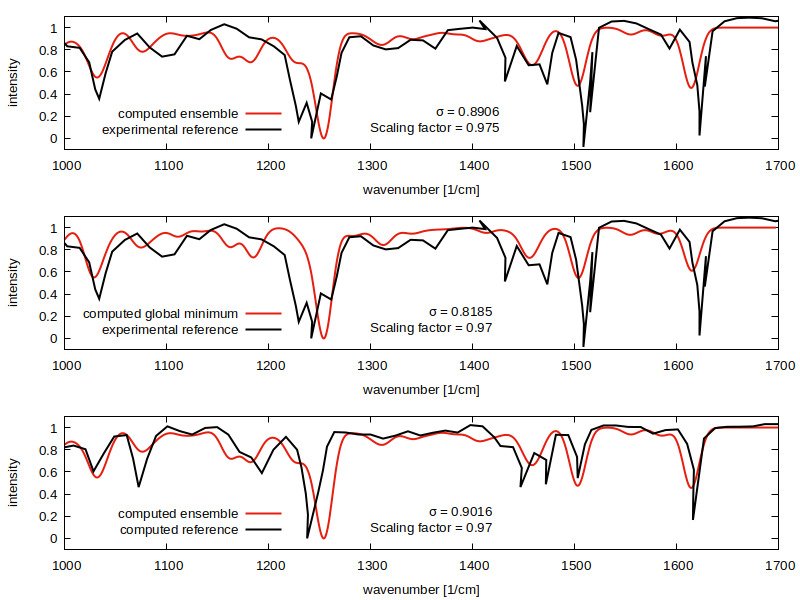 1
0.8
0.6
0.4
0.2
0
intensity
computed ensemble
experimental reference
σ = 0.8906
Scaling factor = 0.975
1000 1100 1200 1300 1400 1500 1600 1700
wavenumber [1/cm]
1
0.8
0.6
0.4
0.2
0
intensity
computed global minimum
experimental reference
σ = 0.8185
Scaling factor = 0.97
1000 1100 1200 1300 1400 1500 1600 1700
wavenumber [1/cm]
1
0.8
0.6
0.4
0.2
0
intensity
computed ensemble
computed reference
σ = 0.9016
Scaling factor = 0.97
1000 1100 1200 1300 1400 1500 1600 1700
wavenumber [1/cm]